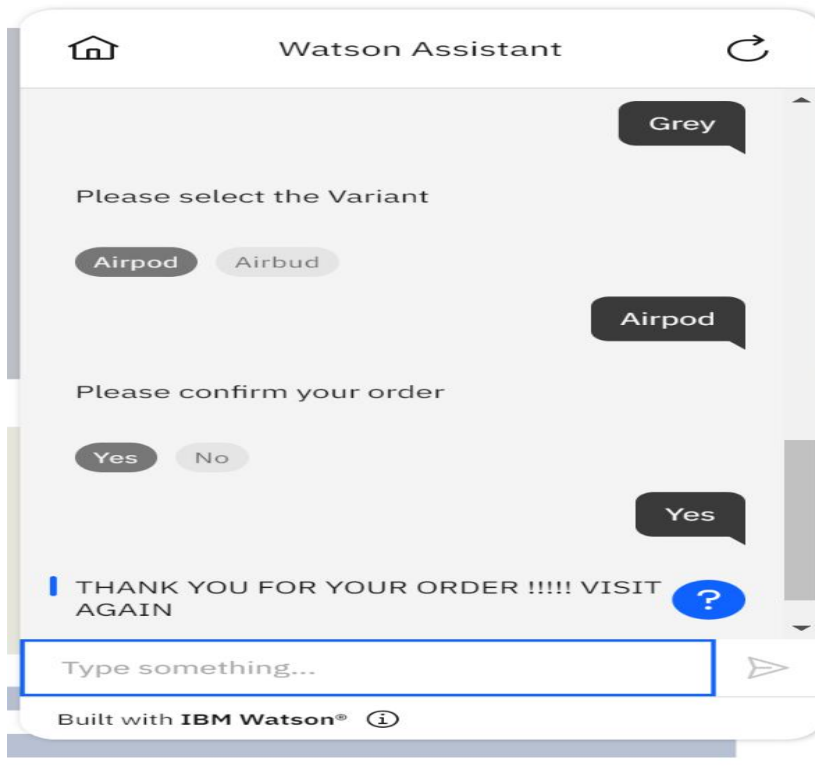 Watson Assistant
Grey
Please select the Variant
Airpod Airbud
Airpod
Please confirm your order
Yes No
Yes
THANK YOU FOR YOUR ORDER !!!!! VISIT
AGAIN
?
Type something...
Built with IBM Watson®